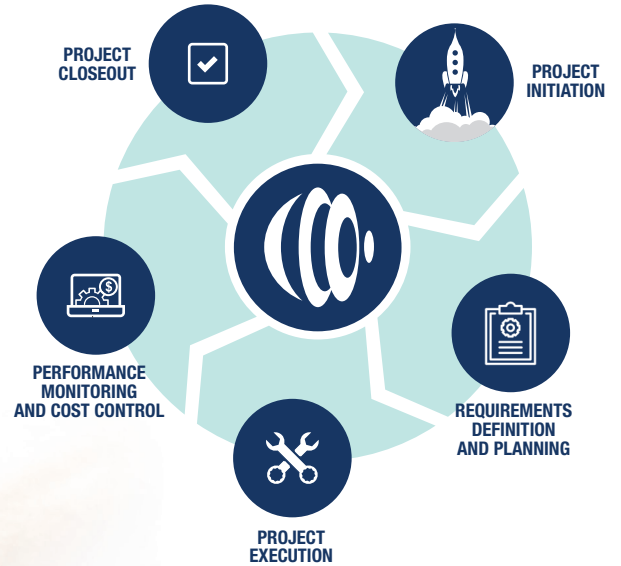 PROJECT
CLOSEOUT
PROJECT
INITIATION
PERFORMANCE
MONITORING
AND COST CONTROL
REQUIREMENTS
DEFINITION
AND PLANNING
PROJECT
EXECUTION
$